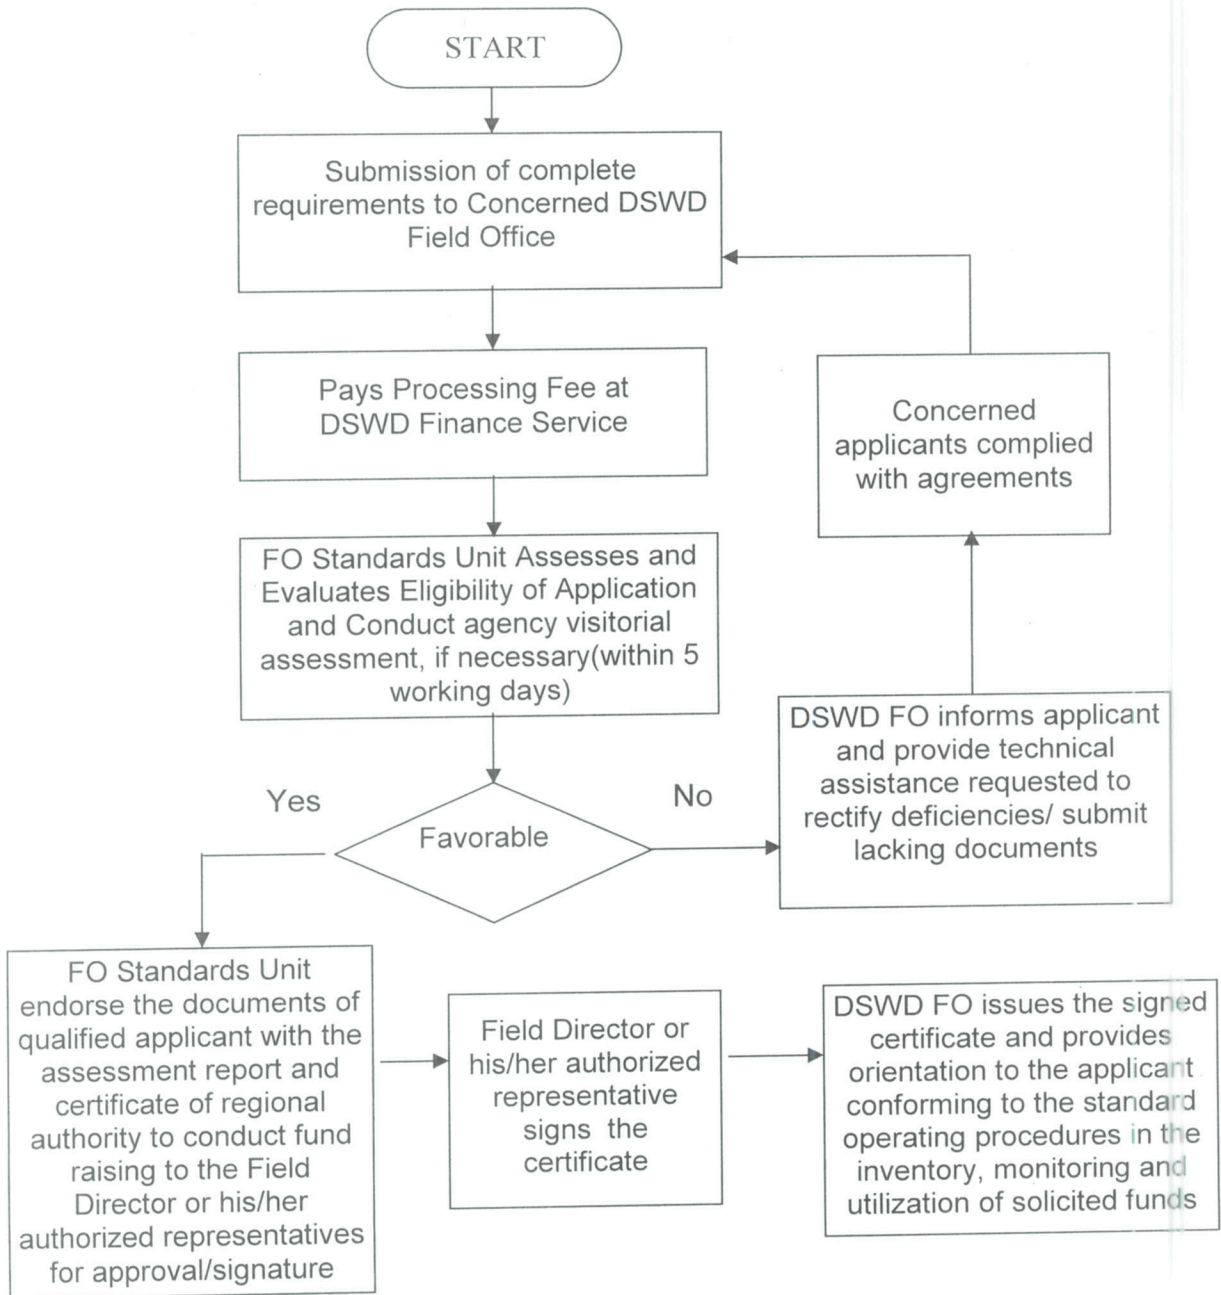 START
Submission of complete
requirements to Concerned DSWD
Field Office
Pays Processing Fee at
DSWD Finance Service
Concerned
applicants complied
with agreements
FO Standards Unit Assesses and
Evaluates Eligibility of Application
and Conduct agency visitorial
assessment, if necessary(within 5
working days)
DSWD FO informs applicant
and provide technical
assistance requested to
rectify deficiencies/ submit
lacking documents
Yes
No
Favorable
FO Standards Unit
endorse the documents of
qualified applicant with the
assessment report and
certificate of regional
authority to conduct fund
raising to the Field
Director or his/her
authorized representatives
for approval/signature
Field Director or
his/her authorized
representative
signs the
certificate
DSWD FO issues the signed
certificate and provides
orientation to the applicant
conforming to the standard
operating procedures in the
inventory, monitoring and
utilization of solicited funds